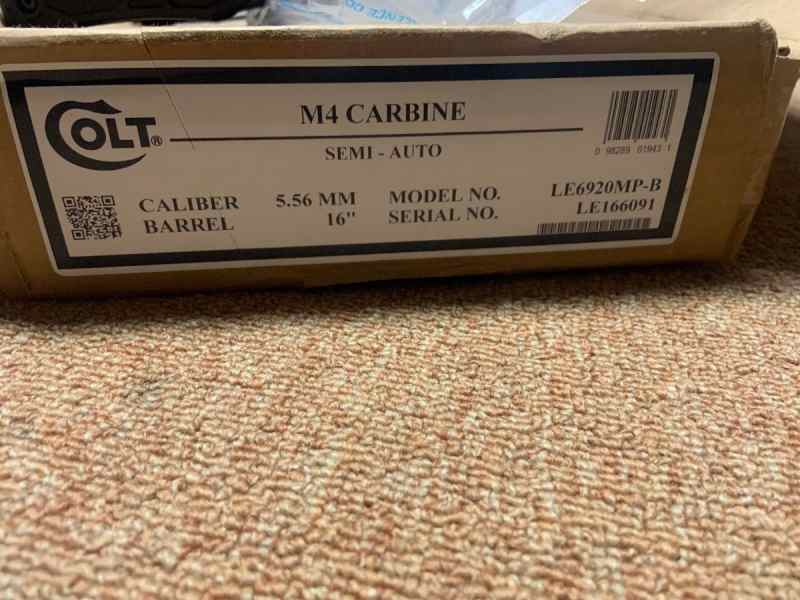 COLT®
M4 CARBINE
SEMI - AUTO
0 98289 01943 1
CALIBER 5.56 MM MODEL NO. LE6920MP-B
BARREL 16" SERIAL NO. LE166091